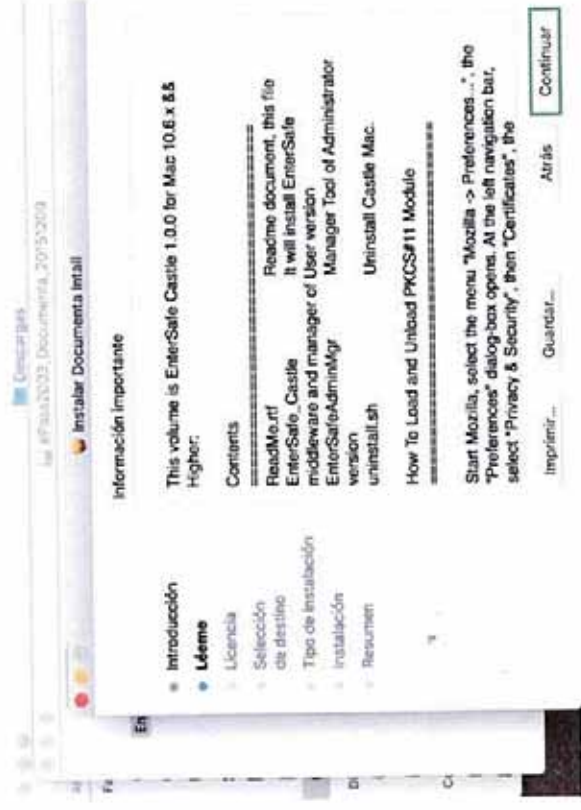 Descargas
ePass2003_Documenta_20151209
Instalar Documenta intall
Información importante
Introducción
Léeme
Licencia
Selección
de destino
Tipo de instalación
Instalación
Resumen
This volume is EnterSafe Castle 1.0.0 for Mac 10.6.x &&
Higher:
Contents
================================================
ReadMe.rtf Readme document, this file
EnterSafe_Castle It will install EnterSafe
middleware and manager of User version
EnterSafeAdminMgr Manager Tool of Administrator
version
uninstall.sh Uninstall Castle Mac.
How To Load and Unload PKCS#11 Module
================================================
Start Mozilla, select the menu "Mozilla -> Preferences...", the
"Preferences" dialog-box opens. At the left navigation bar,
select "Privacy & Security", then "Certificates", the
Imprimir... Guardar... Atrás Continuar
En